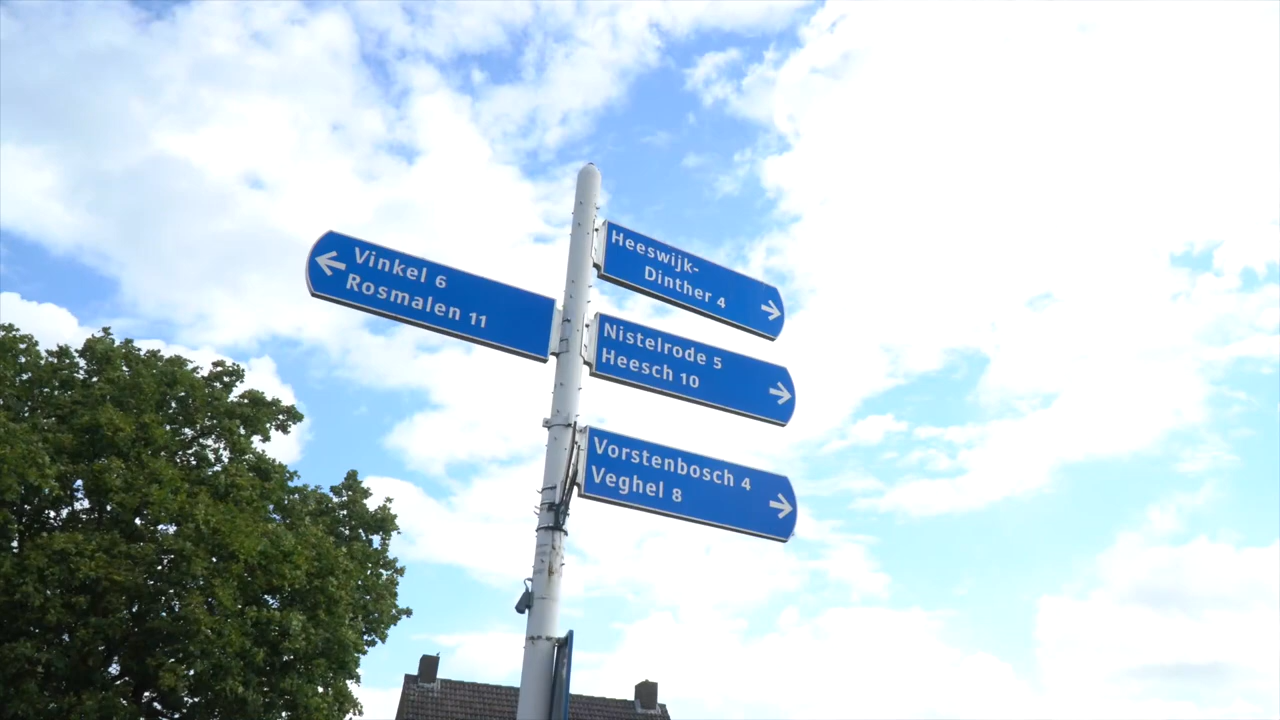 Vinkel 6
Rosmalen 11
Heeswijk-
Dinther 4
Nistelrode 5
Heesch 10
Vorstenbosch 4
Veghel 8